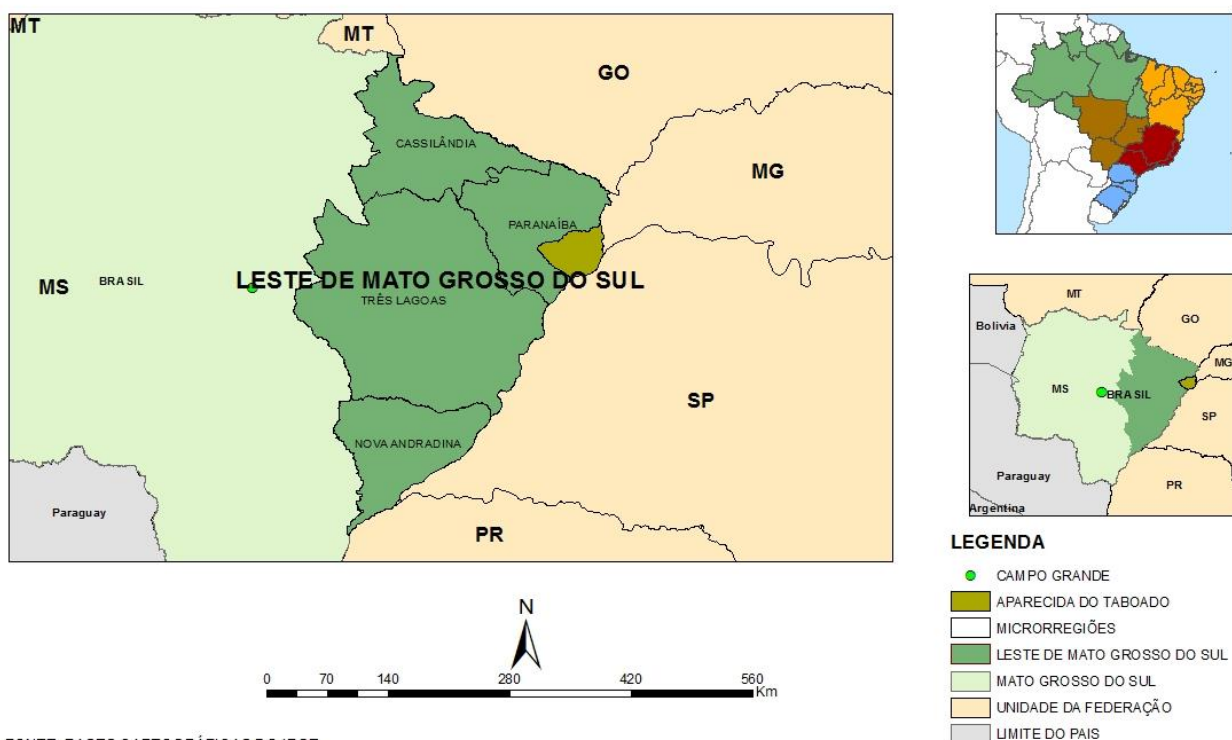 MT
MT
GO
CASSILÂNDIA
MG
PARANAÍBA
MS
BRASIL
LESTE DE MATO GROSSO DO SUL
TRÊS LAGOAS
SP
NOVA ANDRADINA
Paraguay
PR
N
0 70 140 280 420 560
Km
MT
Bolivia
GO
MG
MS
BRASIL
SP
Paraguay
PR
Argentina
LEGENDA
CAMPO GRANDE
APARECIDA DO TABOADO
MICRORREGIÕES
LESTE DE MATO GROSSO DO SUL
MATO GROSSO DO SUL
UNIDADE DA FEDERAÇÃO
LIMITE DO PAIS